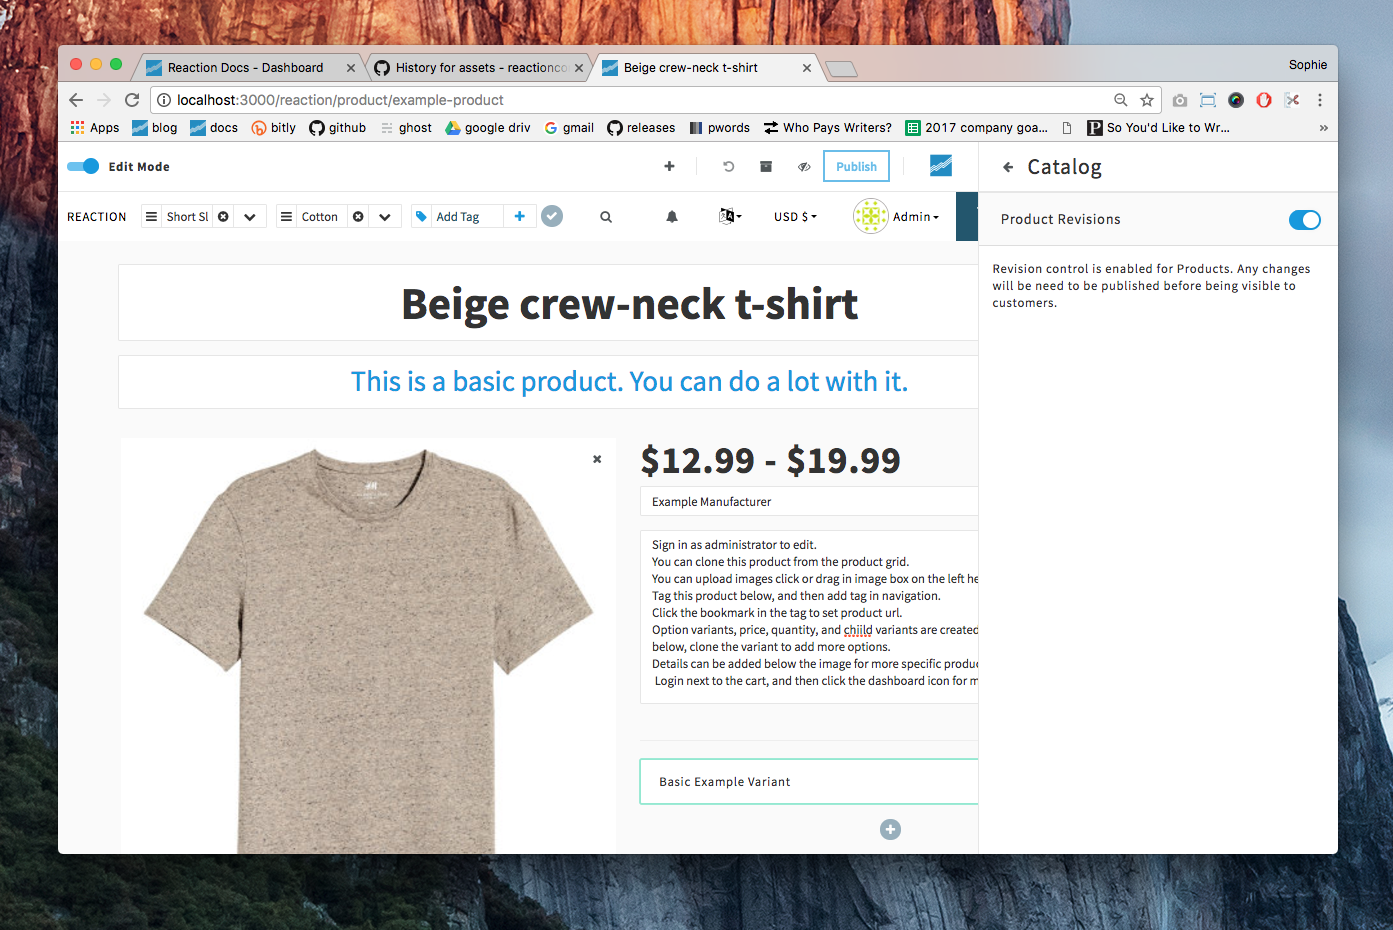 Reaction Docs - Dashboard
History for assets - reactionco
Beige crew-neck t-shirt
Sophie
localhost:3000/reaction/product/example-product
Apps
blog
docs
bitly
github
ghost
google driv
gmail
releases
pwords
Who Pays Writers?
2017 company goa...
So You'd Like to Wr...
Edit Mode
Publish
Catalog
REACTION
Short Sl
Cotton
Add Tag
USD $
Admin
Product Revisions
Revision control is enabled for Products. Any changes
will be need to be published before being visible to
customers.
Beige crew-neck t-shirt
This is a basic product. You can do a lot with it.
H&M
$12.99 - $19.99
Example Manufacturer
Sign in as administrator to edit.
You can clone this product from the product grid.
You can upload images click or drag in image box on the left he
Tag this product below, and then add tag in navigation.
Click the bookmark in the tag to set product url.
Option variants, price, quantity, and chiild variants are created
below, clone the variant to add more options.
Details can be added below the image for more specific produc
Login next to the cart, and then click the dashboard icon for m
Basic Example Variant